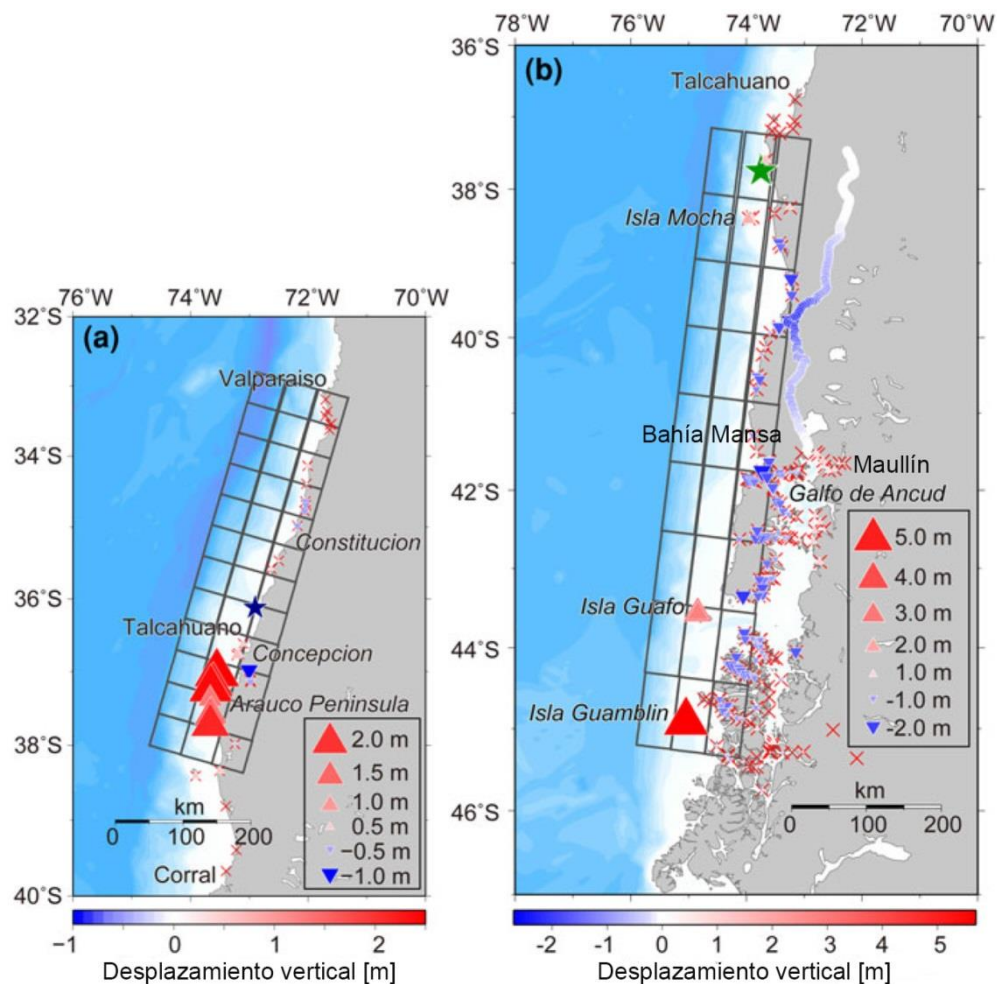 76˚W 74˚W 72˚W 70˚W
32˚S
34˚S
36˚S
38˚S
40˚S
(a)
Valparaiso
Constitucion
Talcahuano
Concepcion
Arauco Peninsula
2.0 m
1.5 m
1.0 m
0.5 m
−0.5 m
−1.0 m
km
0 100 200
Corral
−1 0 1 2
Desplazamiento vertical [m]
78˚W 76˚W 74˚W 72˚W 70˚W
36˚S
38˚S
40˚S
42˚S
44˚S
46˚S
(b)
Talcahuano
Isla Mocha
Bahía Mansa
Maullín
Galfo de Ancud
Isla Guafo
Isla Guamblin
5.0 m
4.0 m
3.0 m
2.0 m
1.0 m
-1.0 m
-2.0 m
km
0 100 200
-2 -1 0 1 2 3 4 5
Desplazamiento vertical [m]